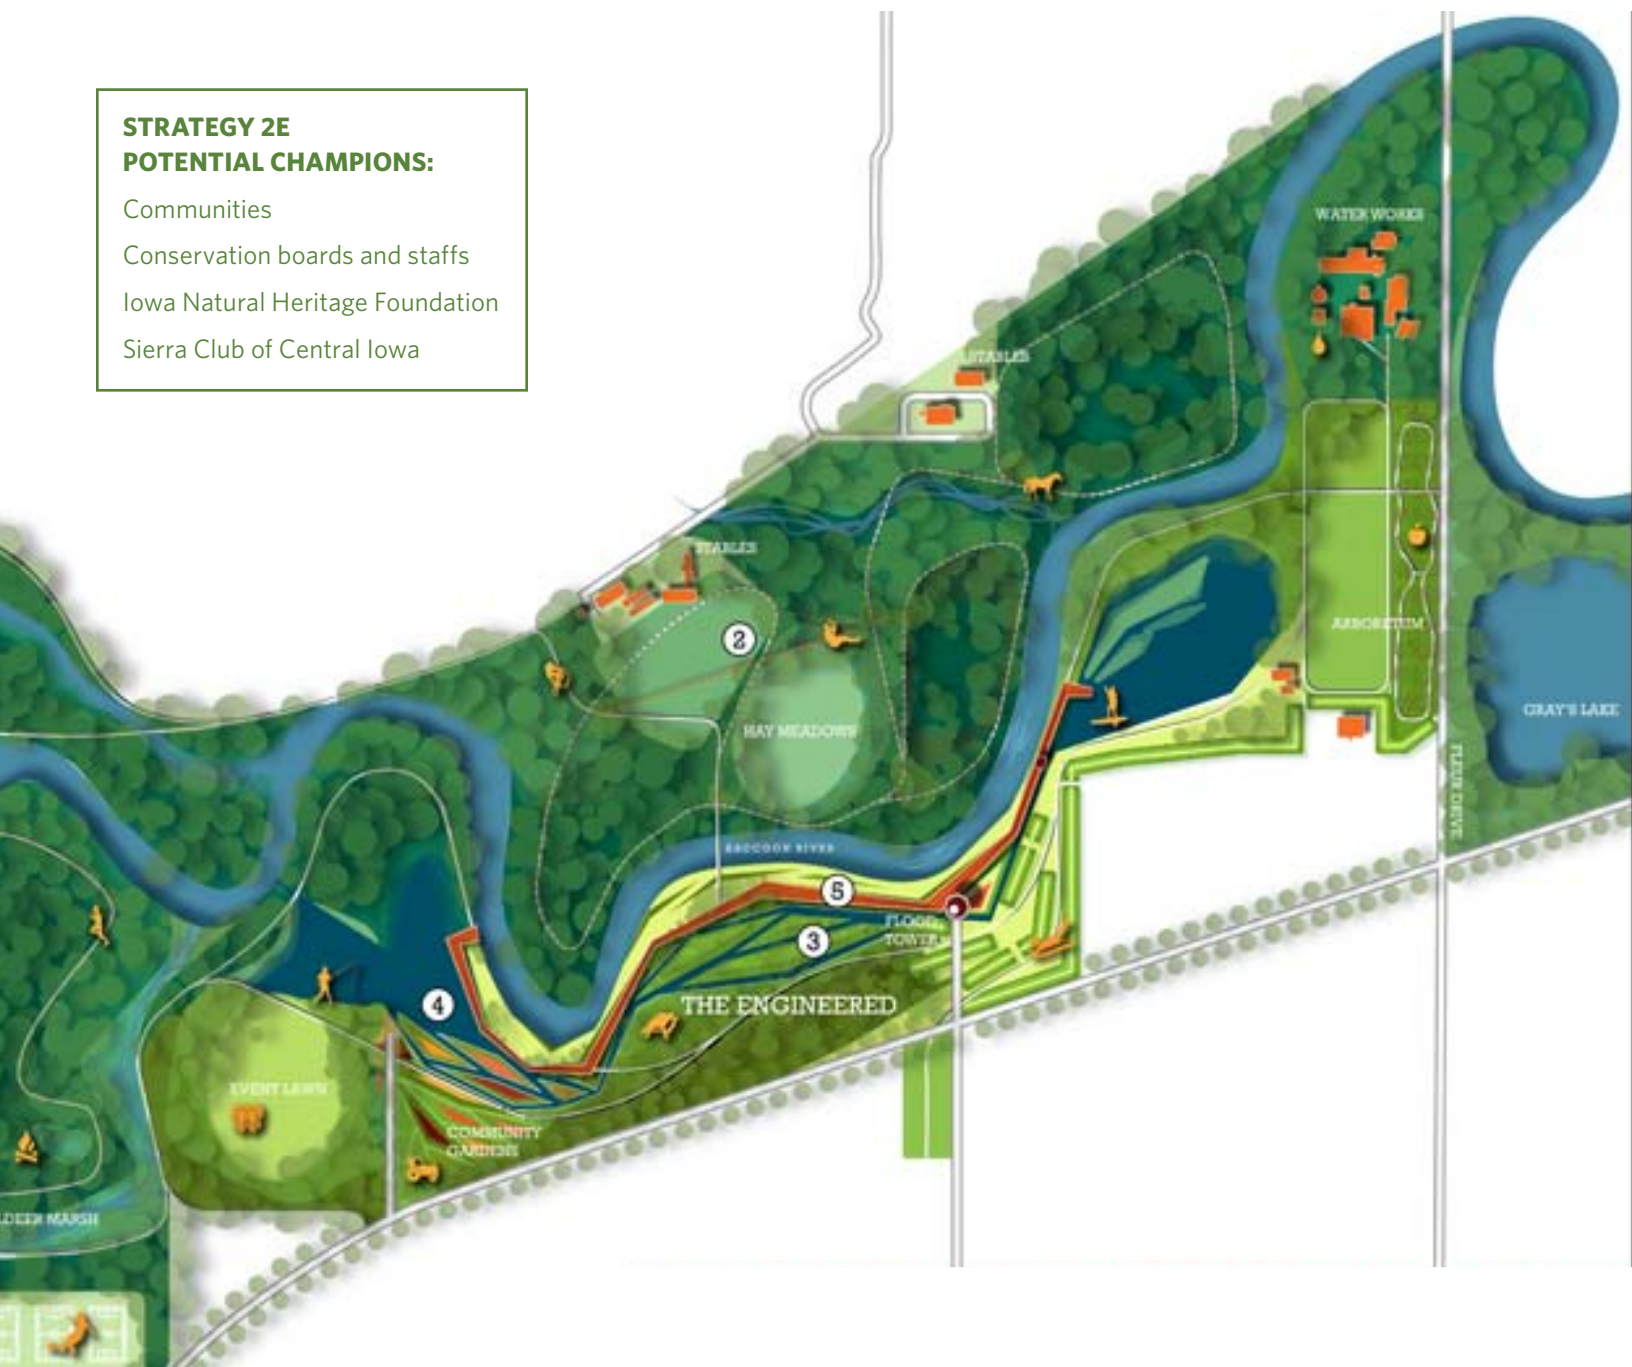 STRATEGY 2E
POTENTIAL CHAMPIONS:
Communities
Conservation boards and staffs
Iowa Natural Heritage Foundation
Sierra Club of Central Iowa
WATER WORKS
STABLES
STABLES
2
ARBORETUM
GRAY'S LAKE
HAY MEADOWS
FLEUR DRIVE
RACCOON RIVER
5
FLOOD
TOWER
3
4
THE ENGINEERED
EVENT LAWN
COMMUNITY
GARDENS
DEER MARSH